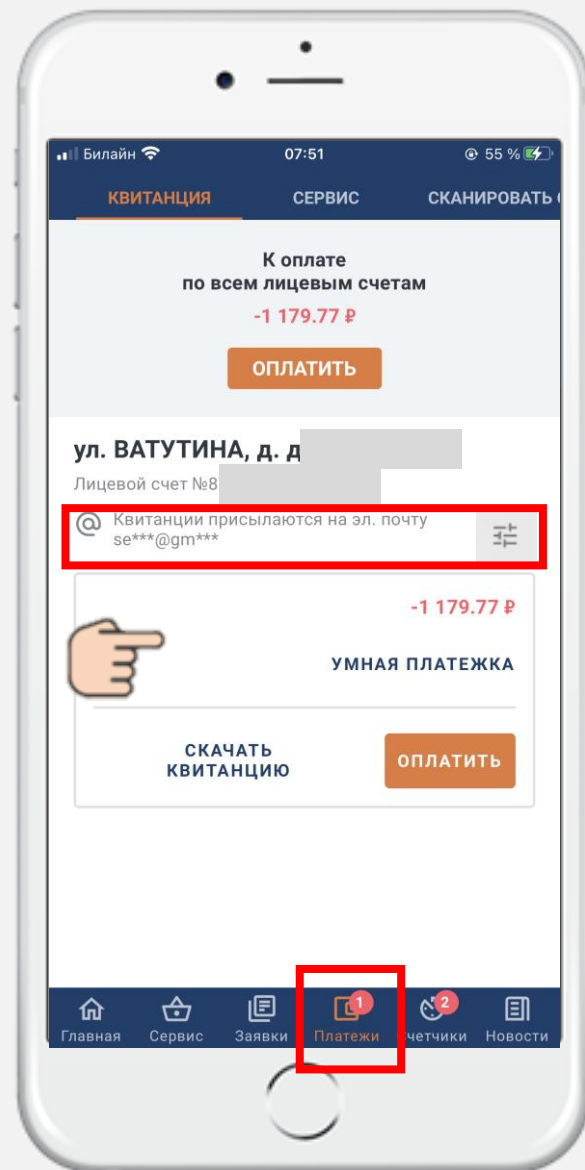 Билайн 07:51 55 %
КВИТАНЦИЯ СЕРВИС СКАНИРОВАТЬ
К оплате
по всем лицевым счетам
-1 179.77 ₽
ОПЛАТИТЬ
ул. ВАТУТИНА, д. д
Лицевой счет №8
@ Квитанции присылаются на эл. почту
se***@gm***
-1 179.77 ₽
УМНАЯ ПЛАТЕЖКА
СКАЧАТЬ
КВИТАНЦИЮ
ОПЛАТИТЬ
1 2
Главная Сервис Заявки Платежи четчики Новости